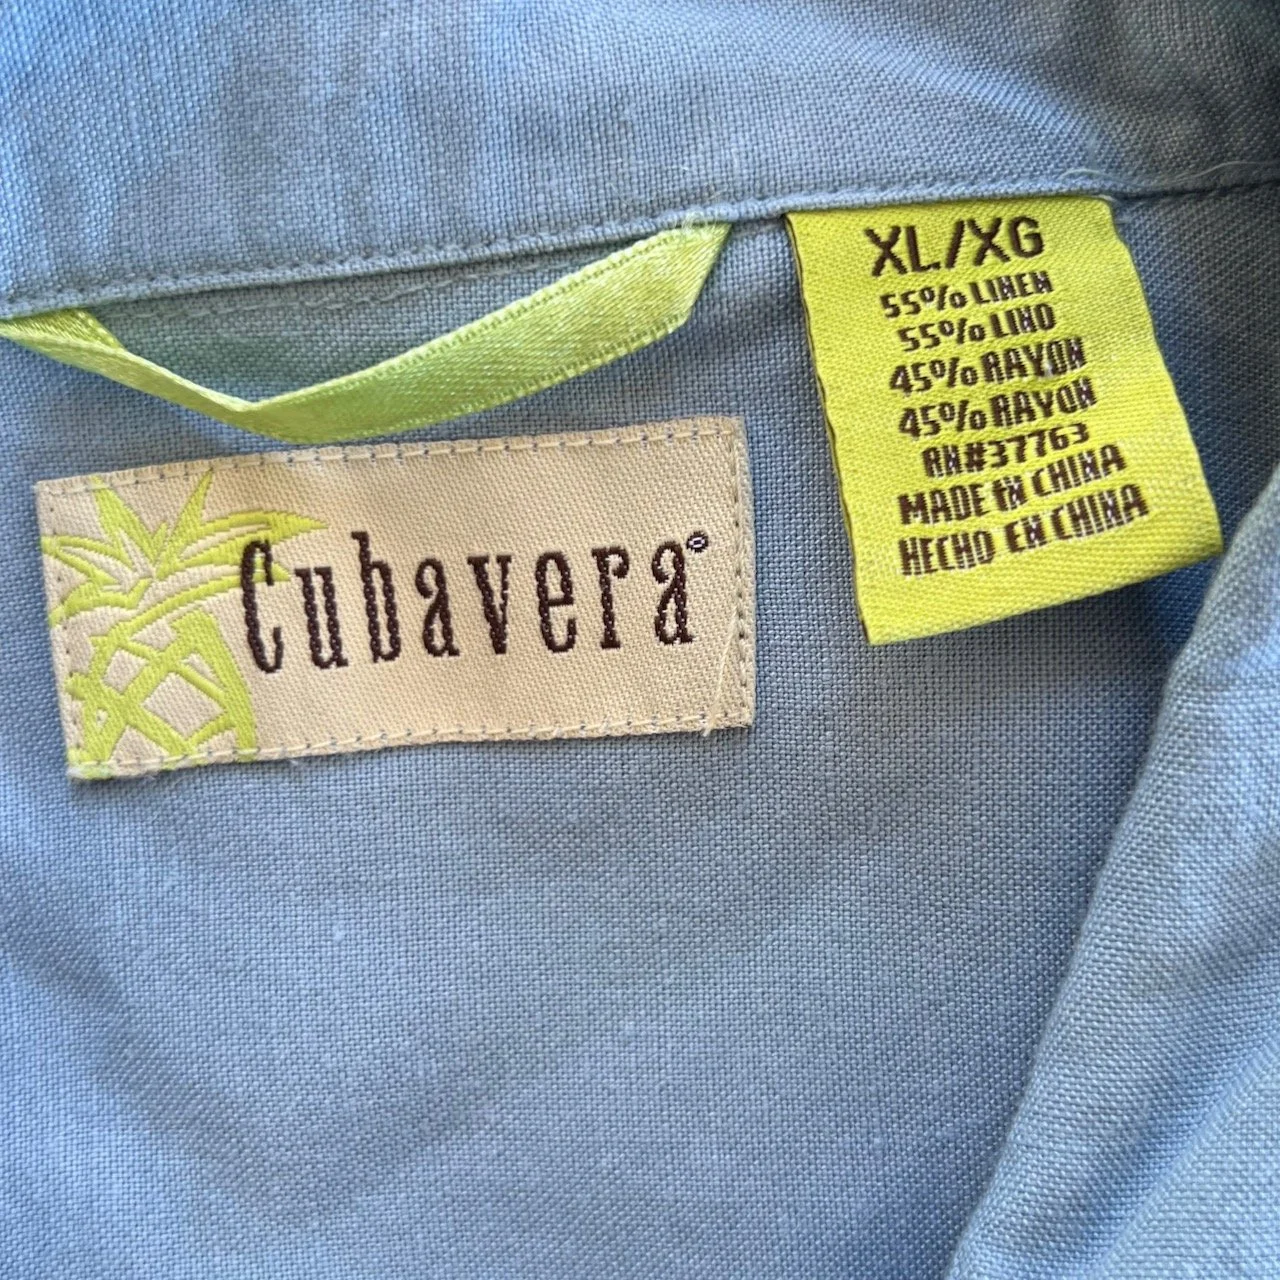 Cubavera®
XL/XG
55% LINEN
55% LINO
45% RAYON
45% RAYON
RN#37763
MADE IN CHINA
HECHO EN CHINA